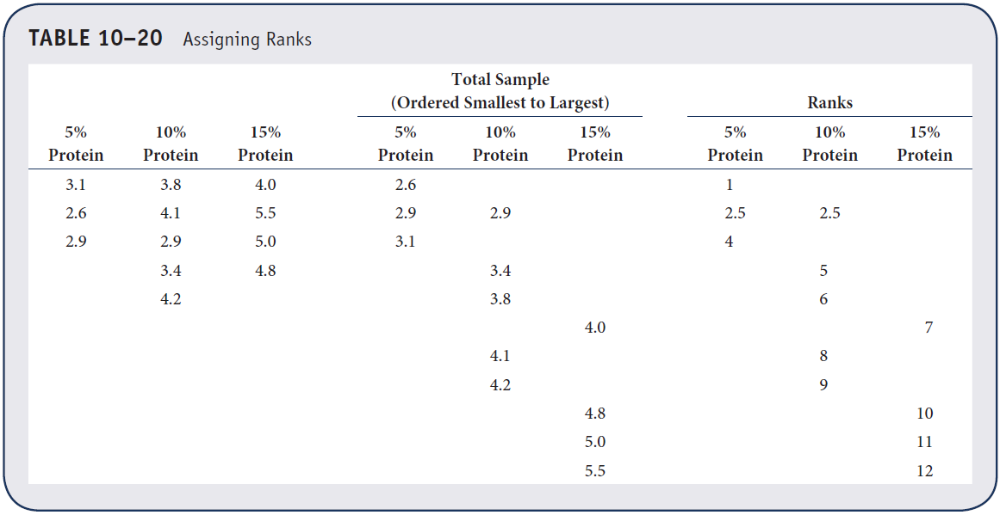 TABLE 10–20 Assigning Ranks
Total Sample
(Ordered Smallest to Largest) Ranks
5% 10% 15% 5% 10% 15% 5% 10% 15%
Protein Protein Protein Protein Protein Protein Protein Protein Protein
3.1 3.8 4.0 2.6 1
2.6 4.1 5.5 2.9 2.9 2.5 2.5
2.9 2.9 5.0 3.1 4
3.4 4.8 3.4 5
4.2 3.8 6
4.0 7
4.1 8
4.2 9
4.8 10
5.0 11
5.5 12